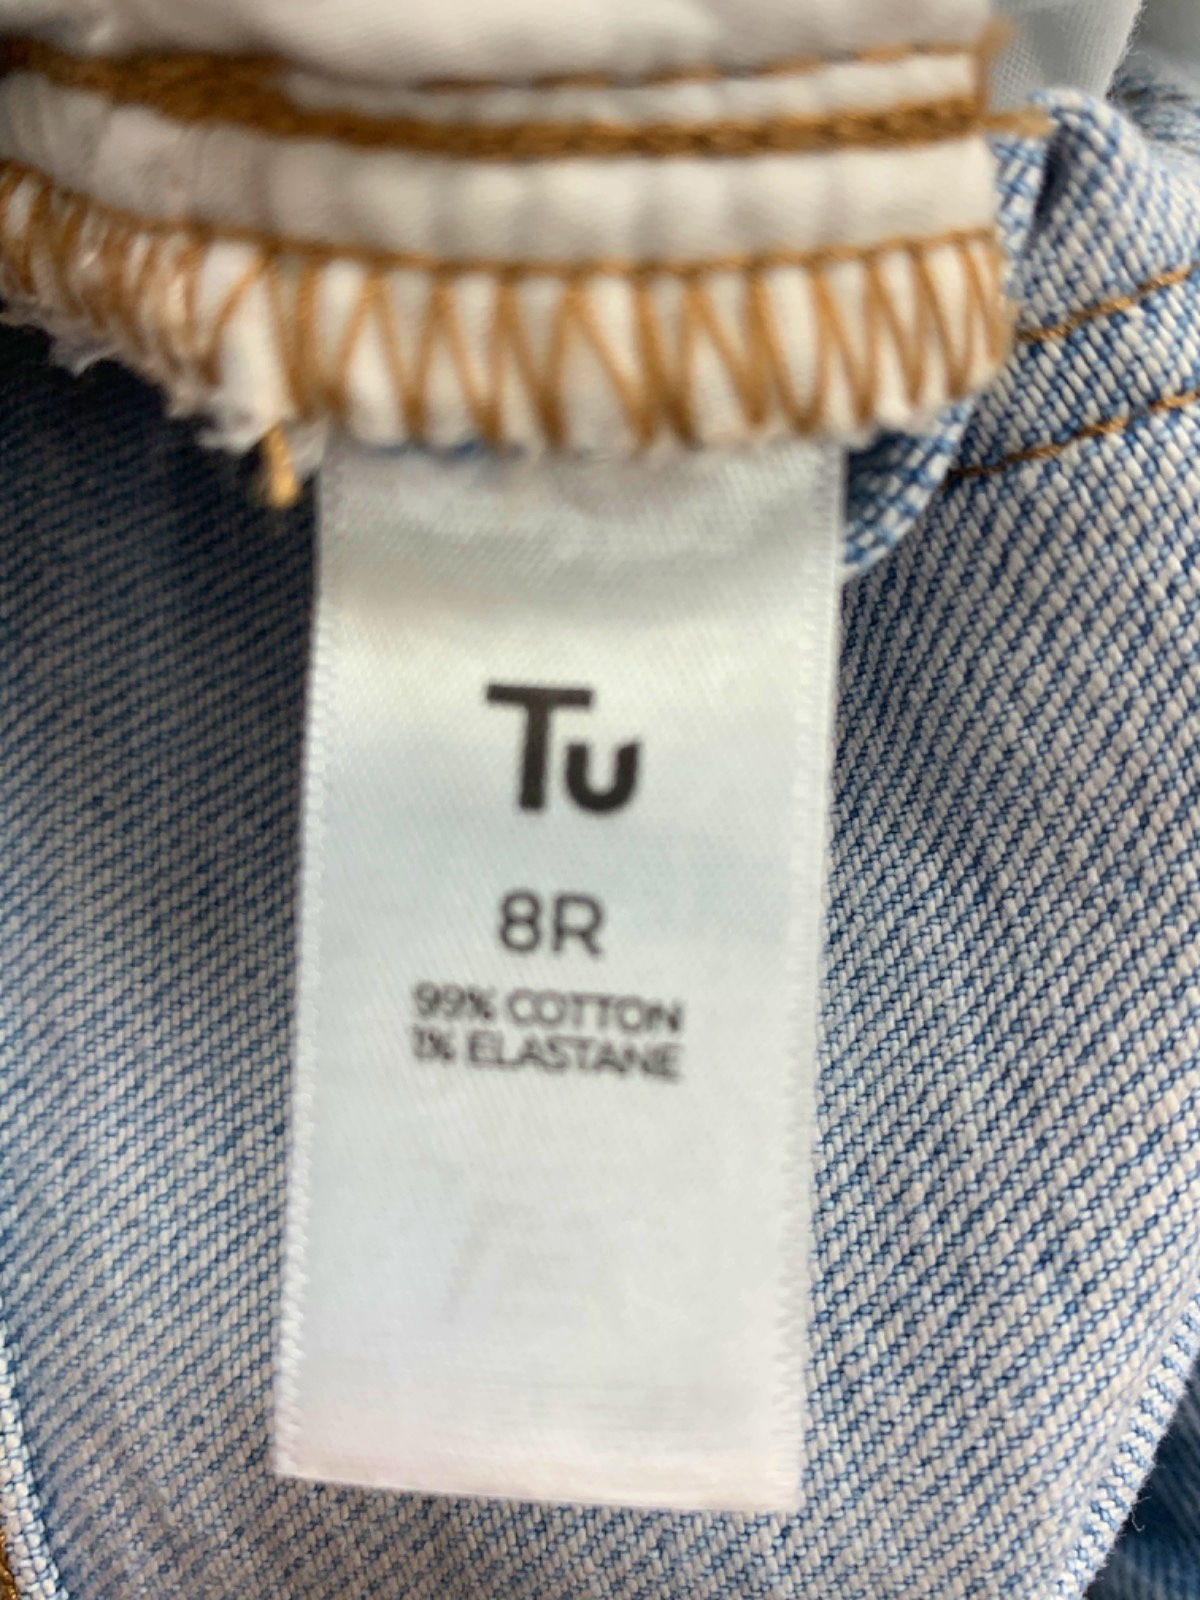 Tu
8R
99% COTTON
1% ELASTANE